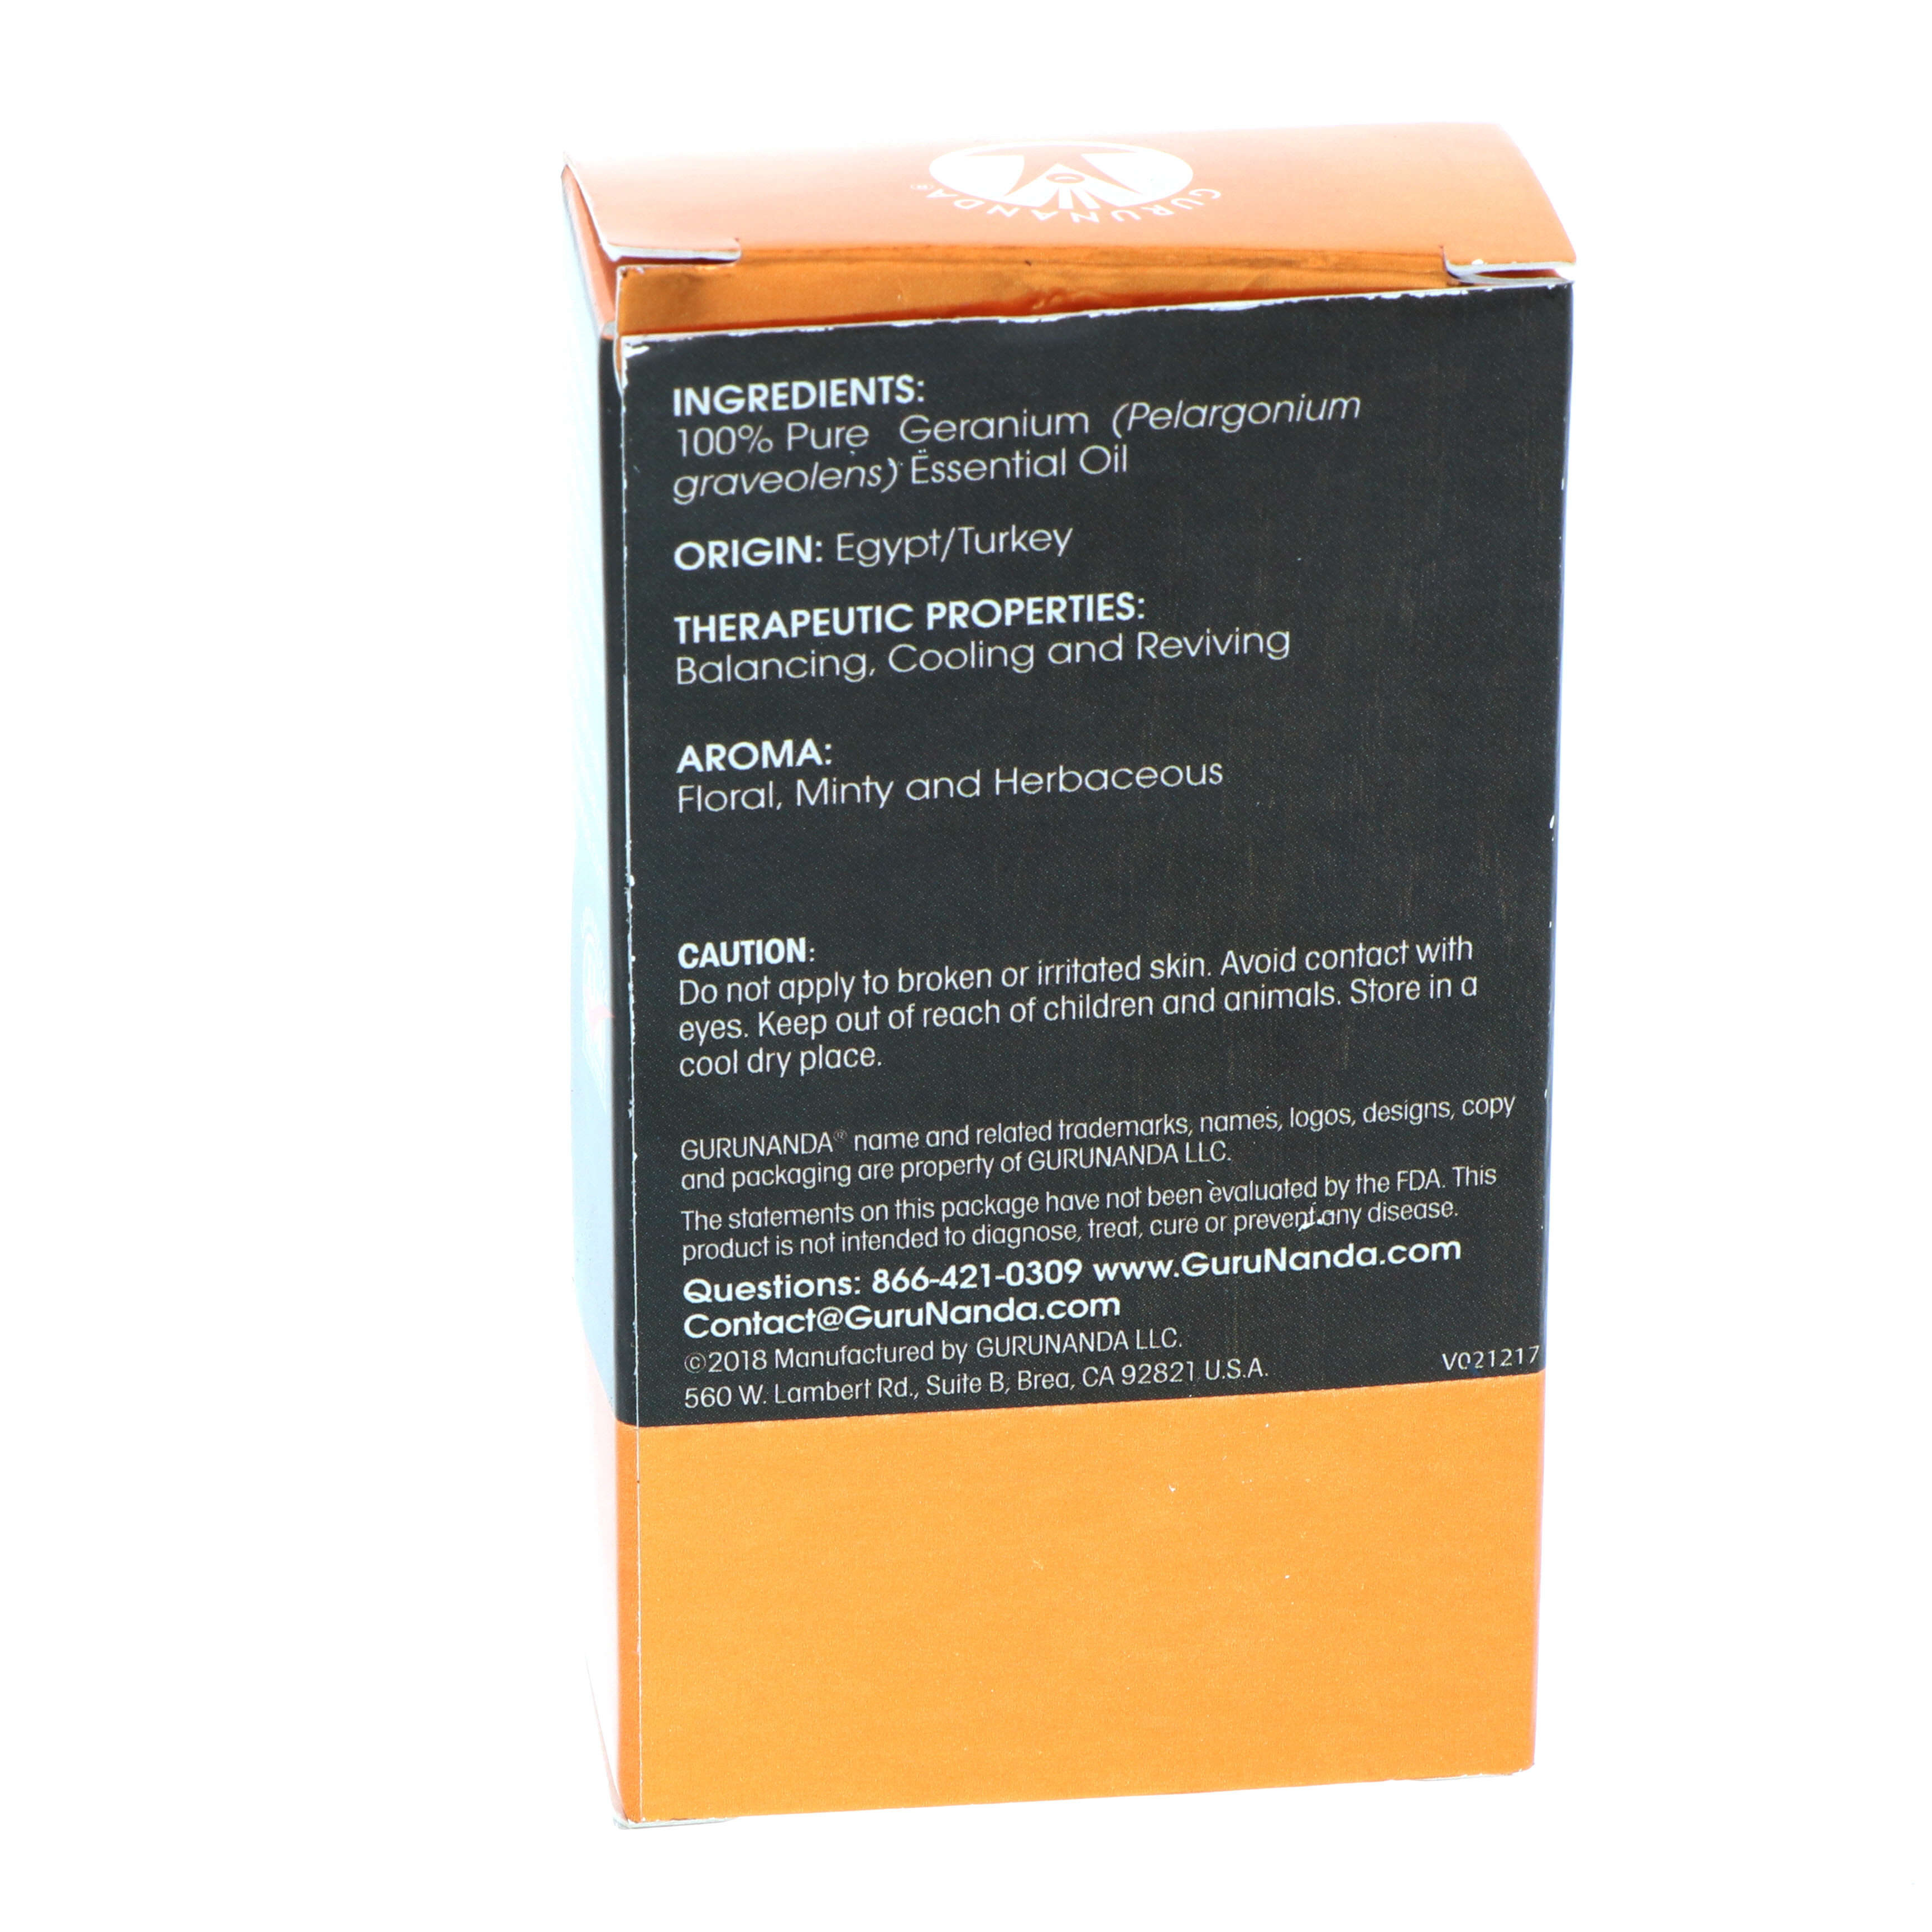 GURUNANDA®
INGREDIENTS:
100% Pure Geranium (Pelargonium
graveolens) Essential Oil
ORIGIN: Egypt/Turkey
THERAPEUTIC PROPERTIES:
Balancing, Cooling and Reviving
AROMA:
Floral, Minty and Herbaceous
CAUTION:
Do not apply to broken or irritated skin. Avoid contact with
eyes. Keep out of reach of children and animals. Store in a
cool dry place.
GURUNANDA® name and related trademarks, names, logos, designs, copy
and packaging are property of GURUNANDA LLC.
The statements on this package have not been evaluated by the FDA. This
product is not intended to diagnose, treat, cure or prevent any disease.
Questions: 866-421-0309 www.GuruNanda.com
Contact@GuruNanda.com
©2018 Manufactured by GURUNANDA LLC.
560 W. Lambert Rd., Suite B, Brea, CA 92821 U.S.A.
V021217